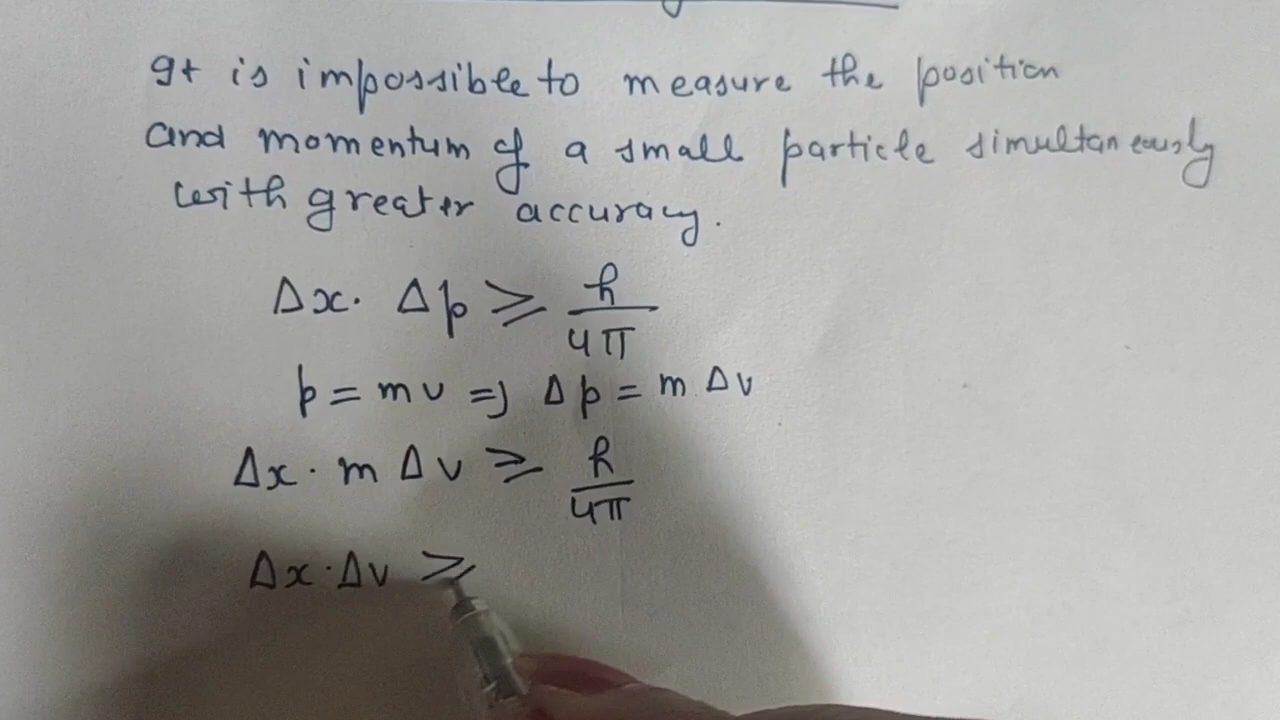 It is impossible to measure the position
and momentum of a small particle simultaneously
with greater accuracy.
Δx · Δp ≥ h/4π
p = mv ⇒ Δp = m Δv
Δx · m Δv ≥ h/4π
Δx · Δv ≥